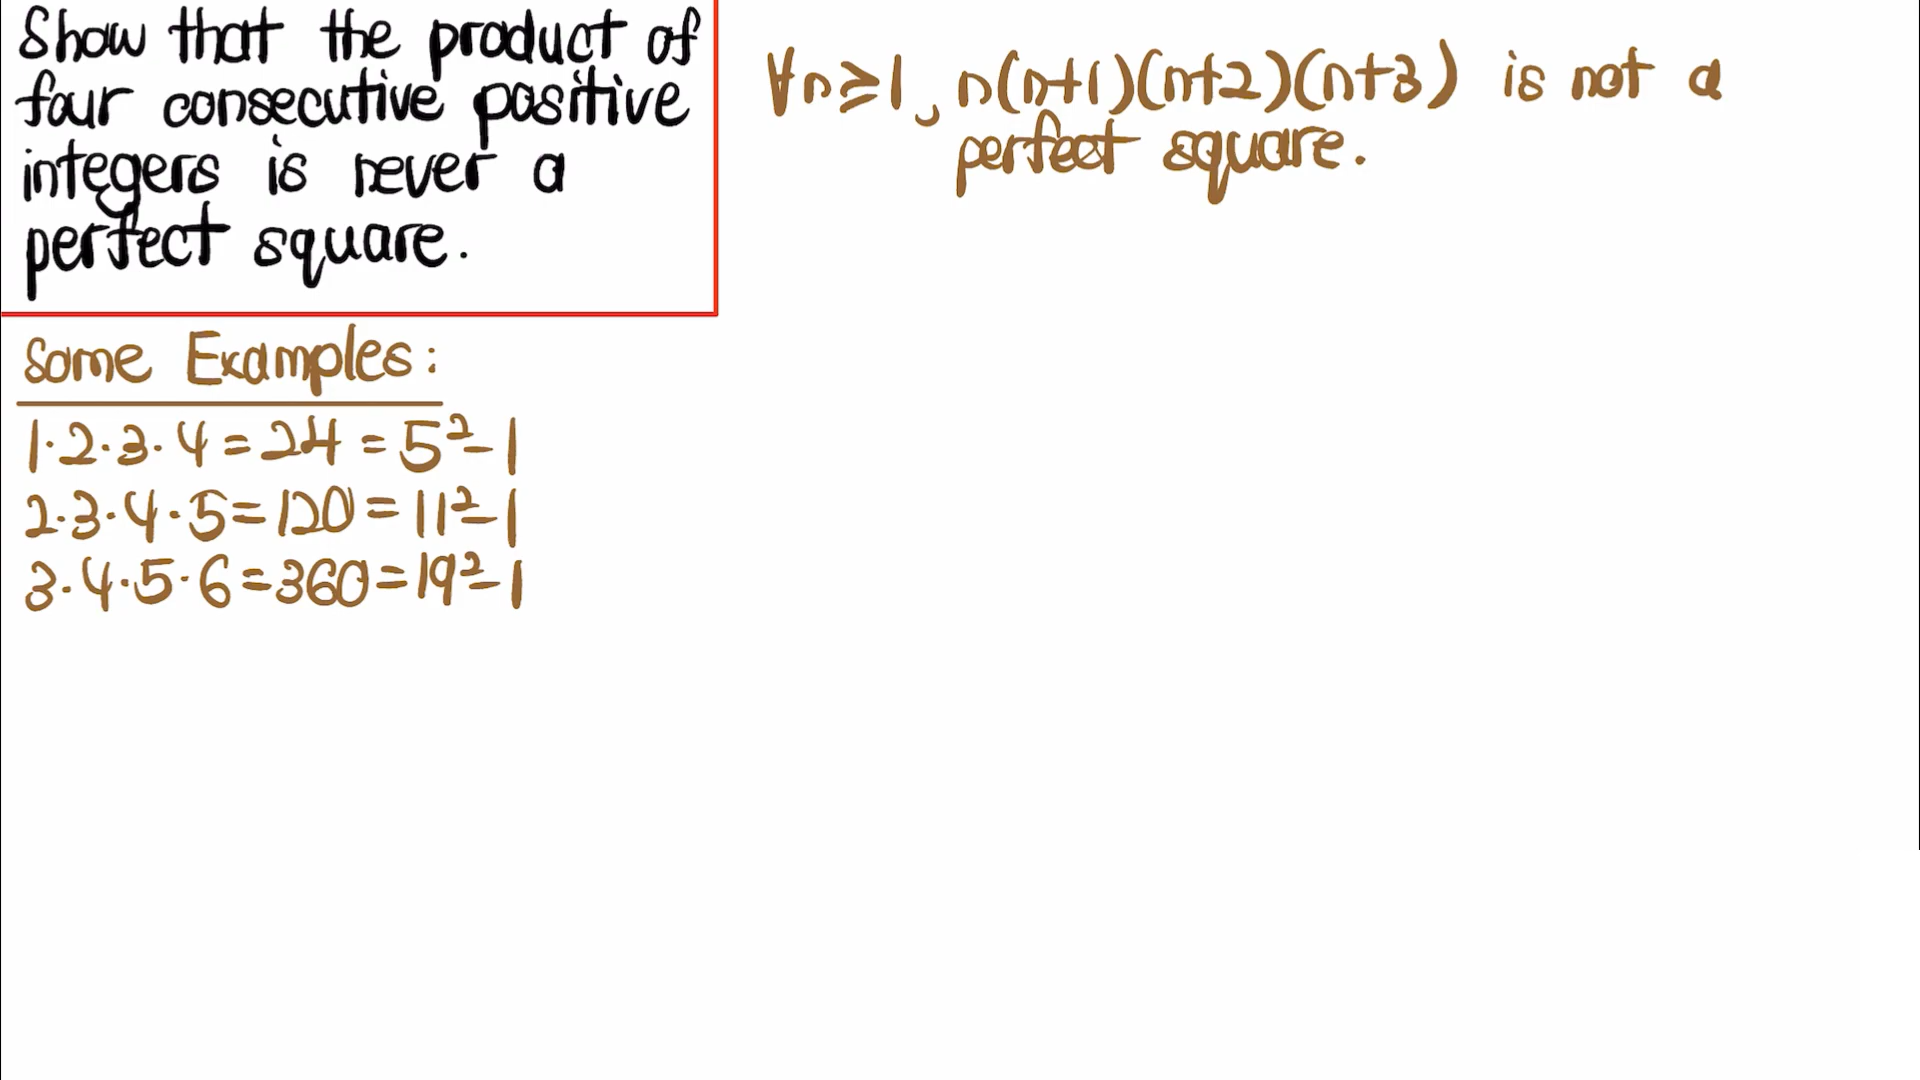 Show that the product of
four consecutive positive
integers is never a
perfect square.
Some Examples:
1·2·3·4=24=5²-1
2·3·4·5=120=11²-1
3·4·5·6=360=19²-1
∀n≥1, n(n+1)(n+2)(n+3) is not a
perfect square.